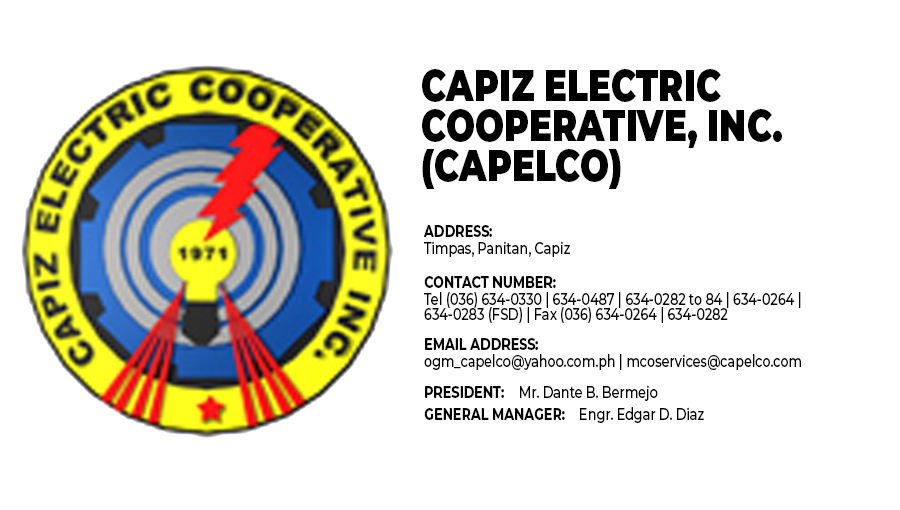 CAPIZ ELECTRIC COOPERATIVE INC.
1971
CAPIZ ELECTRIC
COOPERATIVE, INC.
(CAPELCO)
ADDRESS:
Timpas, Panitan, Capiz
CONTACT NUMBER:
Tel (036) 634-0330 | 634-0487 | 634-0282 to 84 | 634-0264 |
634-0283 (FSD) | Fax (036) 634-0264 | 634-0282
EMAIL ADDRESS:
ogm_capelco@yahoo.com.ph | mcoservices@capelco.com
PRESIDENT: Mr. Dante B. Bermejo
GENERAL MANAGER: Engr. Edgar D. Diaz